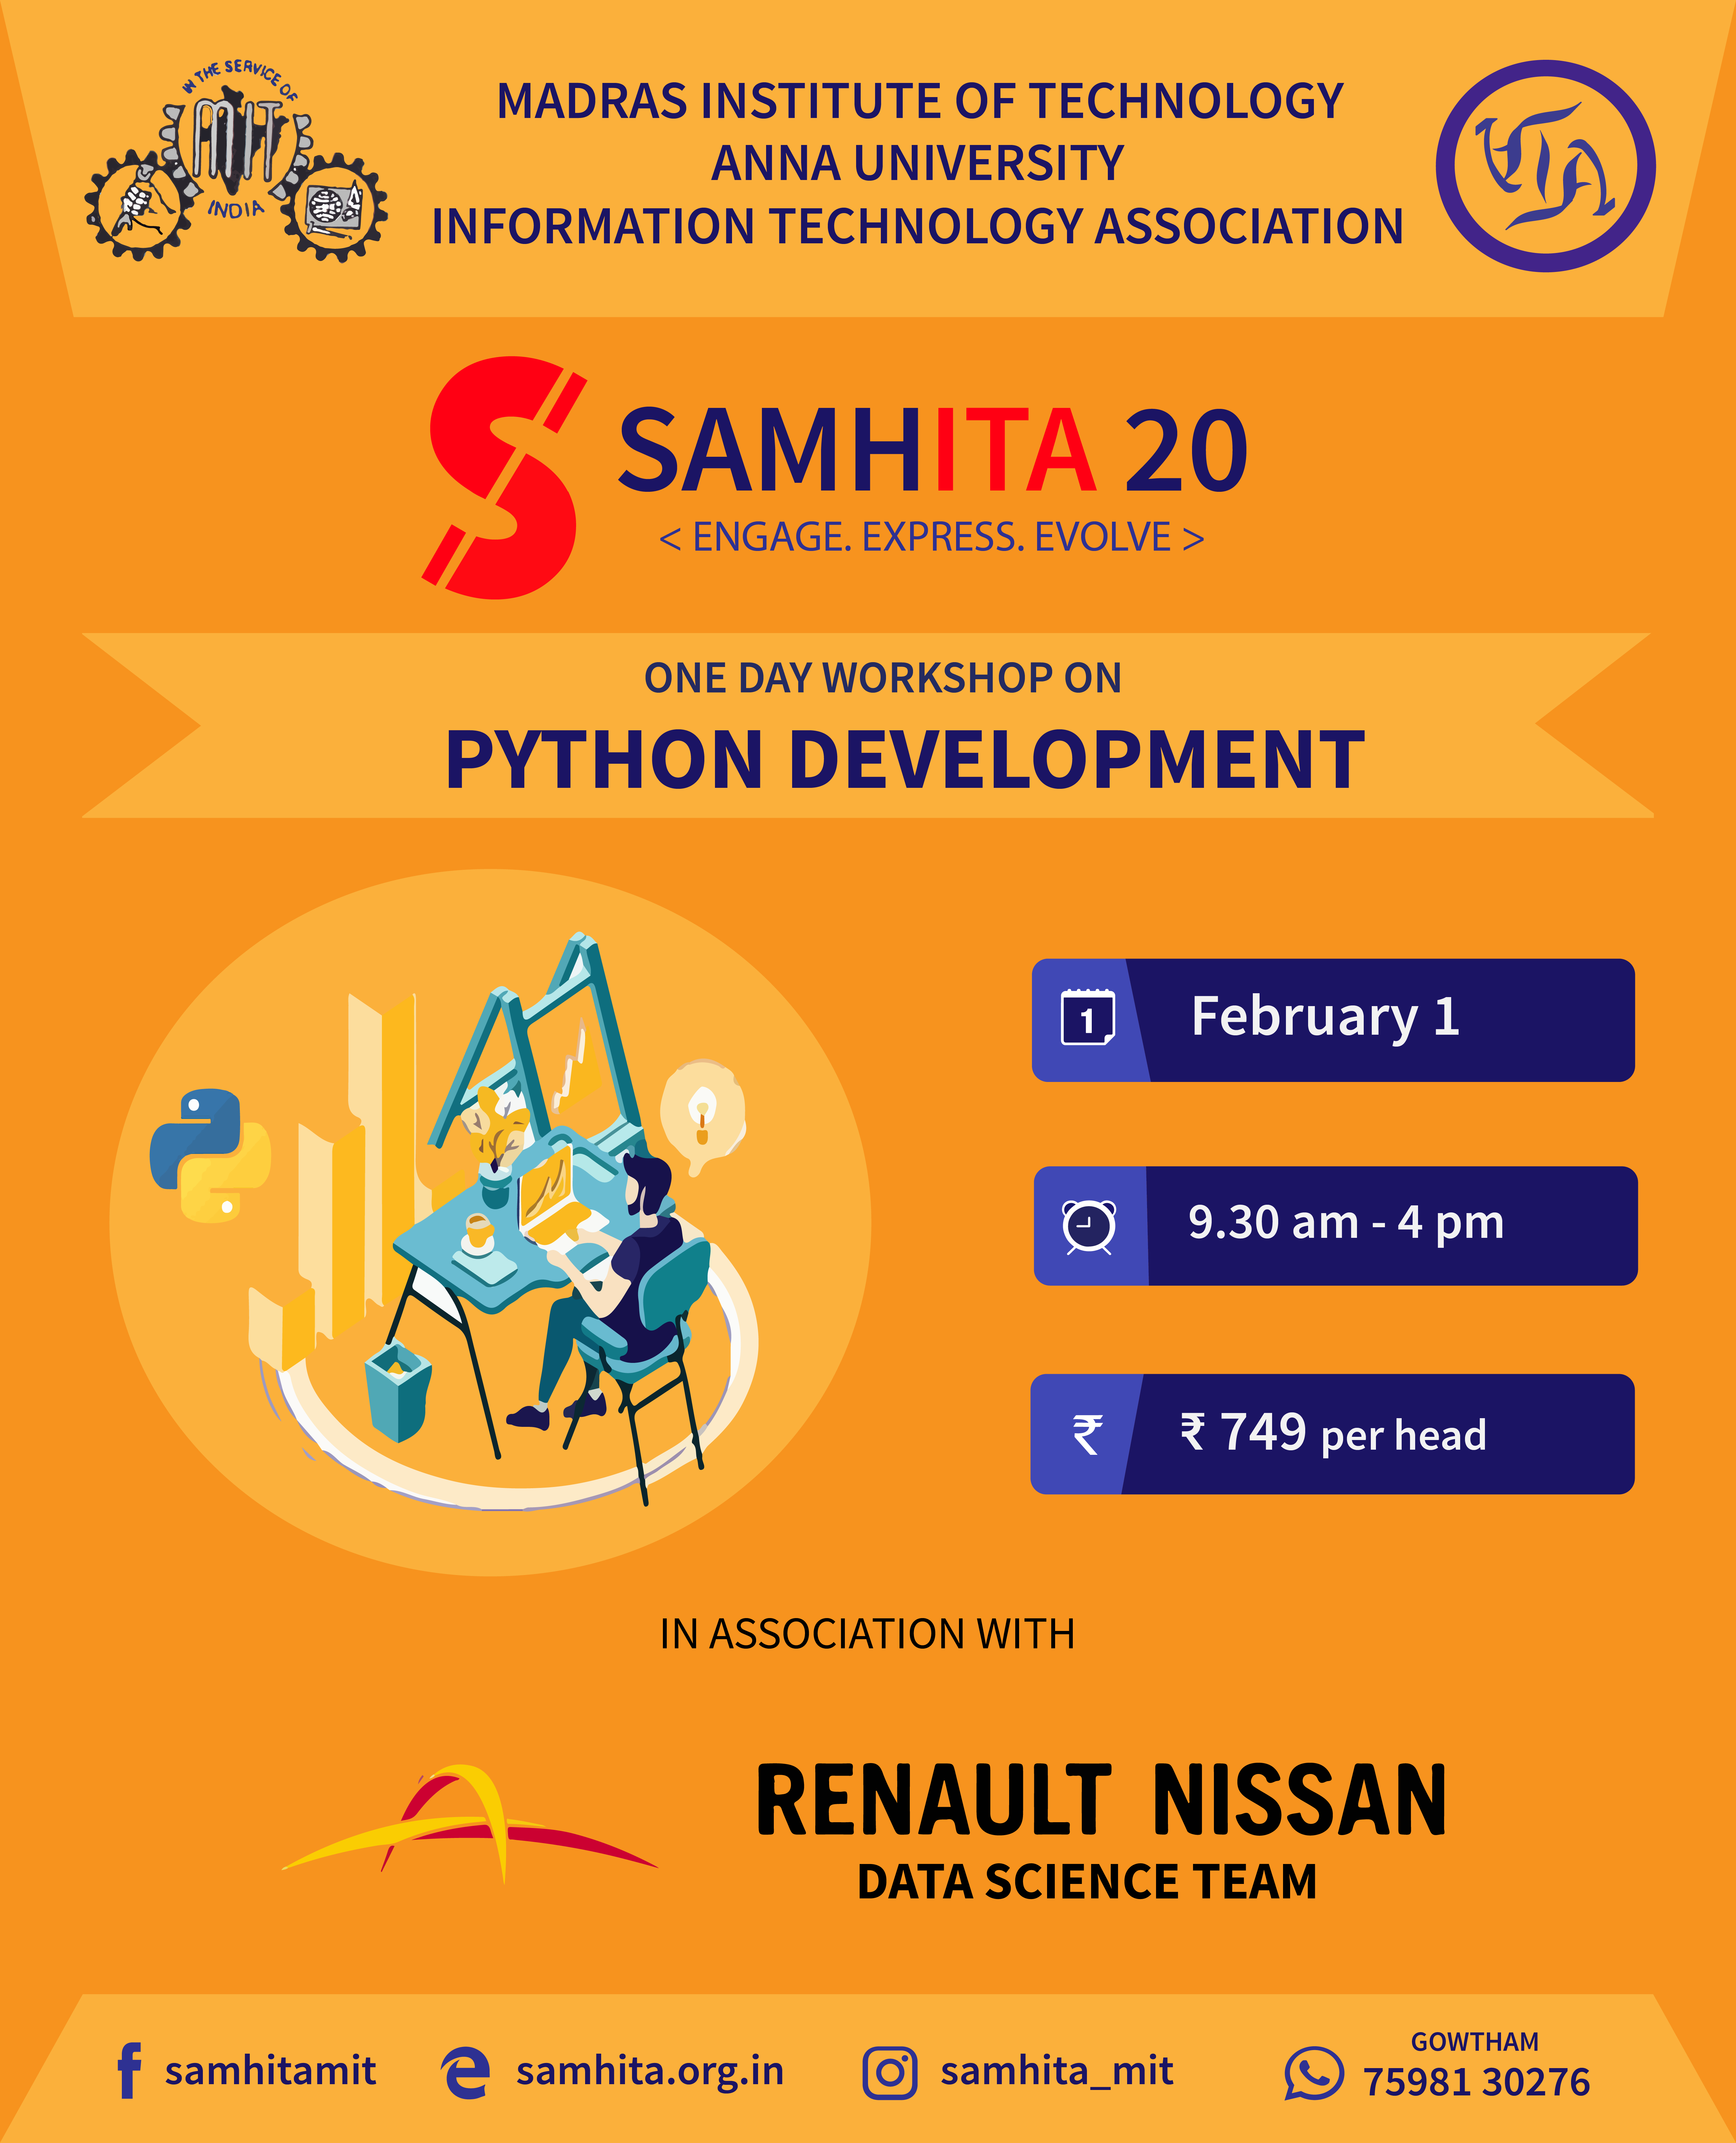 IN THE SERVICE OF
MIT
INDIA
MADRAS INSTITUTE OF TECHNOLOGY
ANNA UNIVERSITY
INFORMATION TECHNOLOGY ASSOCIATION
ITA
SAMHITA 20
< ENGAGE. EXPRESS. EVOLVE >
ONE DAY WORKSHOP ON
PYTHON DEVELOPMENT
1
February 1
9.30 am - 4 pm
₹
₹ 749 per head
IN ASSOCIATION WITH
RENAULT NISSAN
DATA SCIENCE TEAM
samhitamit
samhita.org.in
samhita_mit
GOWTHAM
75981 30276